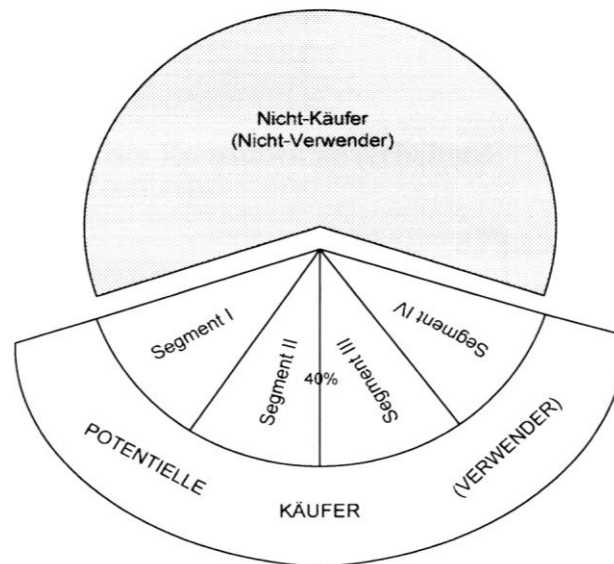 Nicht-Käufer
(Nicht-Verwender)
Segment I
Segment II
40%
Segment III
Segment IV
POTENTIELLE
KÄUFER
(VERWENDER)